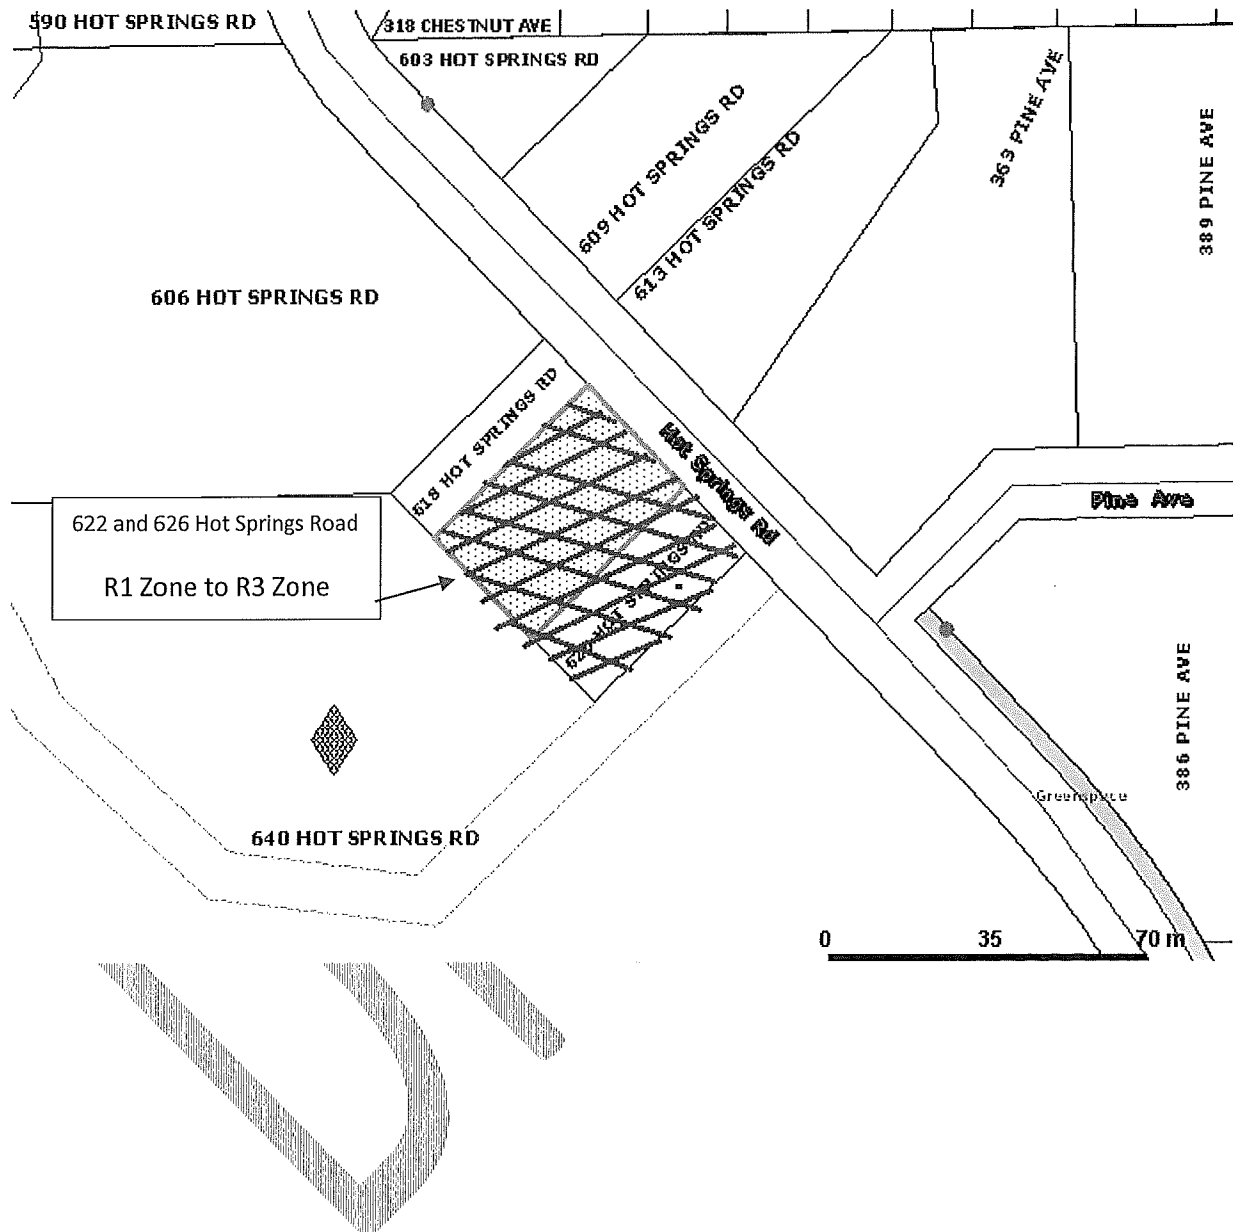 590 HOT SPRINGS RD
318 CHESTNUT AVE
603 HOT SPRINGS RD
609 HOT SPRINGS RD
613 HOT SPRINGS RD
363 PINE AVE
389 PINE AVE
606 HOT SPRINGS RD
618 HOT SPRINGS RD
Hot Springs Rd
Pine Ave
622 and 626 Hot Springs Road
R1 Zone to R3 Zone
HOT SPRINGS
386 PINE AVE
Greenspace
640 HOT SPRINGS RD
0 35 70 m